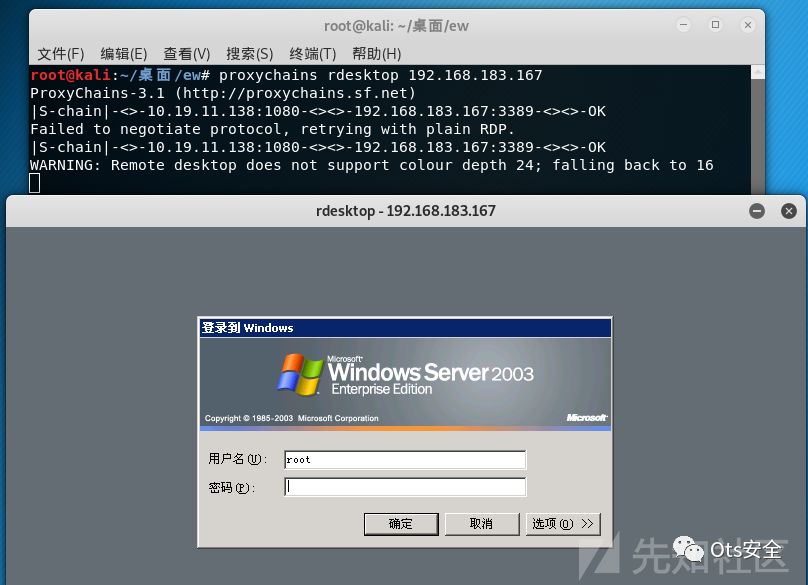 root@kali: ~/桌面/ew
文件(F) 编辑(E) 查看(V) 搜索(S) 终端(T) 帮助(H)
root@kali:~/桌面/ew# proxychains rdesktop 192.168.183.167
ProxyChains-3.1 (http://proxychains.sf.net)
|S-chain|-<>-10.19.11.138:1080-<><>-192.168.183.167:3389-<><>-OK
Failed to negotiate protocol, retrying with plain RDP.
|S-chain|-<>-10.19.11.138:1080-<><>-192.168.183.167:3389-<><>-OK
WARNING: Remote desktop does not support colour depth 24; falling back to 16
rdesktop - 192.168.183.167
登录到 Windows
Microsoft
Windows Server 2003
Enterprise Edition
Copyright © 1985-2003 Microsoft Corporation
Microsoft
用户名(U):
root
密码(P):
确定
取消
选项(O) >>
先知社区
Ots安全